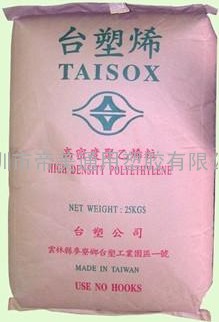 台塑烯
TAISOX
高密度聚乙烯粉
HIGH DENSITY POLYETHYLENE
NET WEIGHT : 25KGS
台塑公司
雲林縣麥寮鄉台塑工業園區一號
MADE IN TAIWAN
USE NO HOOKS